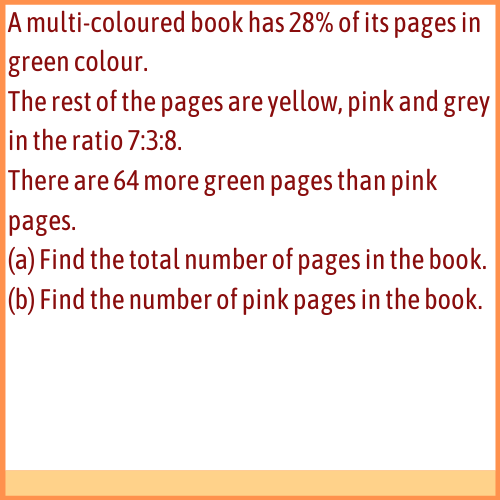 A multi-coloured book has 28% of its pages in
green colour.
The rest of the pages are yellow, pink and grey
in the ratio 7:3:8.
There are 64 more green pages than pink
pages.
(a) Find the total number of pages in the book.
(b) Find the number of pink pages in the book.